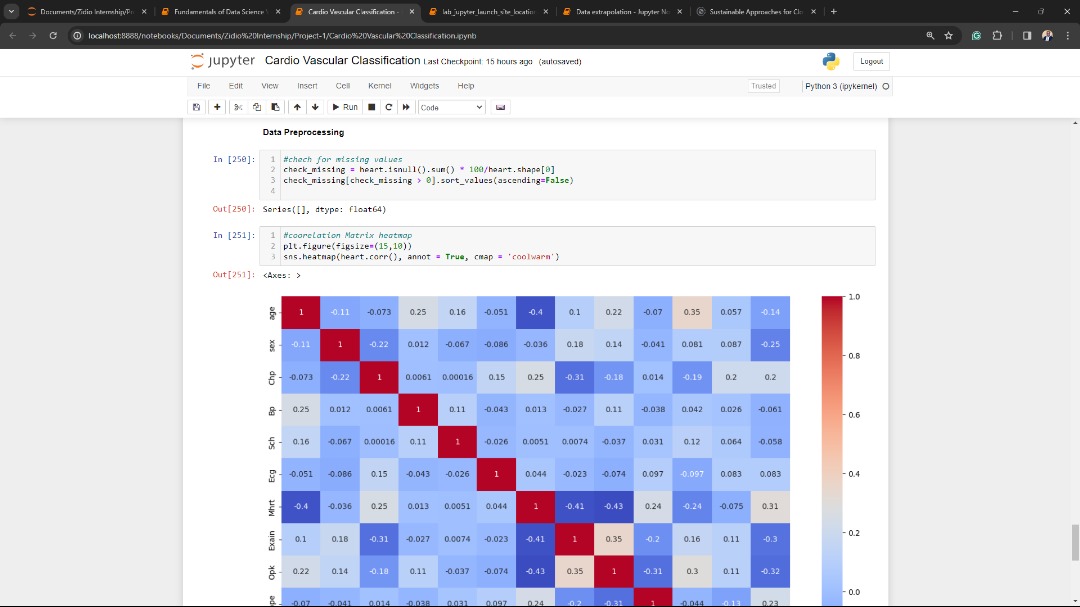 Documents/Zidio Internship/Pr
Fundamentals of Data Science
Cardio Vascular Classification -
lab_jupyter_launch_site_locatio
Data extrapolation - Jupyter No
Sustainable Approaches for Cl
localhost:8888/notebooks/Documents/Zidio%20Internship/Project-1/Cardio%20Vascular%20Classification.ipynb
jupyter Cardio Vascular Classification Last Checkpoint: 15 hours ago (autosaved)
Logout
File Edit View Insert Cell Kernel Widgets Help
Trusted
Python 3 (ipykernel)
Run
Code
Data Preprocessing
In [250]:
1 #chech for missing values
2 check_missing = heart.isnull().sum() * 100/heart.shape[0]
3 check_missing[check_missing > 0].sort_values(ascending=False)
4
Out[250]: Series([], dtype: float64)
In [251]:
1 #coorelation Matrix heatmap
2 plt.figure(figsize=(15,10))
3 sns.heatmap(heart.corr(), annot = True, cmap = 'coolwarm')
Out[251]: <Axes: >
age 1 -0.11 -0.073 0.25 0.16 -0.051 -0.4 0.1 0.22 -0.07 0.35 0.057 -0.14
sex -0.11 1 -0.22 0.012 -0.067 -0.086 -0.036 0.18 0.14 -0.041 0.081 0.087 -0.25
Chp -0.073 -0.22 1 0.0061 0.00016 0.15 0.25 -0.31 -0.18 0.014 -0.19 0.2 0.2
Bp 0.25 0.012 0.0061 1 0.11 -0.043 0.013 -0.027 0.11 -0.038 0.042 0.026 -0.061
Sch 0.16 -0.067 0.00016 0.11 1 -0.026 0.0051 0.0074 -0.037 0.031 0.12 0.064 -0.058
Ecg -0.051 -0.086 0.15 -0.043 -0.026 1 0.044 -0.023 -0.074 0.097 -0.097 0.083 0.083
Mhrt -0.4 -0.036 0.25 0.013 0.0051 0.044 1 -0.41 -0.43 0.24 -0.24 -0.075 0.31
Exain 0.1 0.18 -0.31 -0.027 0.0074 -0.023 -0.41 1 0.35 -0.2 0.16 0.11 -0.3
Opk 0.22 0.14 -0.18 0.11 -0.037 -0.074 -0.43 0.35 1 -0.31 0.3 0.11 -0.32
-0.07 -0.041 0.014 -0.038 0.031 0.097 0.24 -0.2 -0.31 1 -0.044 -0.13 0.23
1.0
0.8
0.6
0.4
0.2
0.0